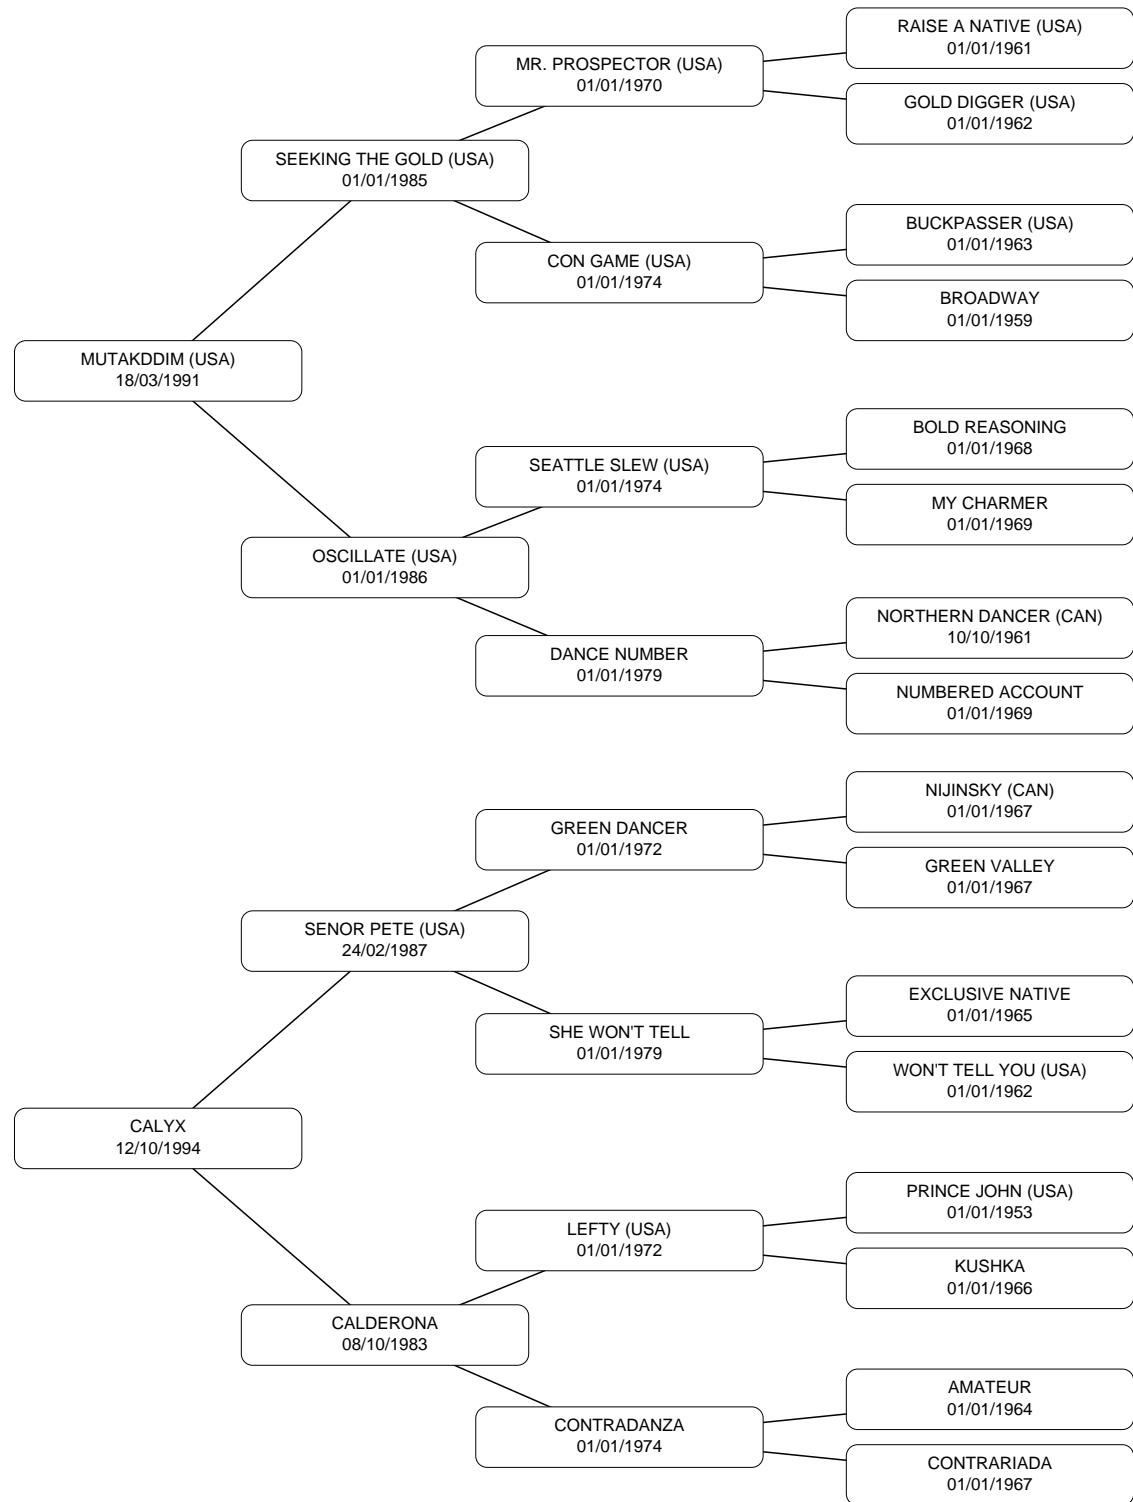 RAISE A NATIVE (USA)
01/01/1961
MR. PROSPECTOR (USA)
01/01/1970
GOLD DIGGER (USA)
01/01/1962
SEEKING THE GOLD (USA)
01/01/1985
BUCKPASSER (USA)
01/01/1963
CON GAME (USA)
01/01/1974
BROADWAY
01/01/1959
MUTAKDDIM (USA)
18/03/1991
BOLD REASONING
01/01/1968
SEATTLE SLEW (USA)
01/01/1974
MY CHARMER
01/01/1969
OSCILLATE (USA)
01/01/1986
NORTHERN DANCER (CAN)
10/10/1961
DANCE NUMBER
01/01/1979
NUMBERED ACCOUNT
01/01/1969
NIJINSKY (CAN)
01/01/1967
GREEN DANCER
01/01/1972
GREEN VALLEY
01/01/1967
SENOR PETE (USA)
24/02/1987
EXCLUSIVE NATIVE
01/01/1965
SHE WON'T TELL
01/01/1979
WON'T TELL YOU (USA)
01/01/1962
CALYX
12/10/1994
PRINCE JOHN (USA)
01/01/1953
LEFTY (USA)
01/01/1972
KUSHKA
01/01/1966
CALDERONA
08/10/1983
AMATEUR
01/01/1964
CONTRADANZA
01/01/1974
CONTRARIADA
01/01/1967